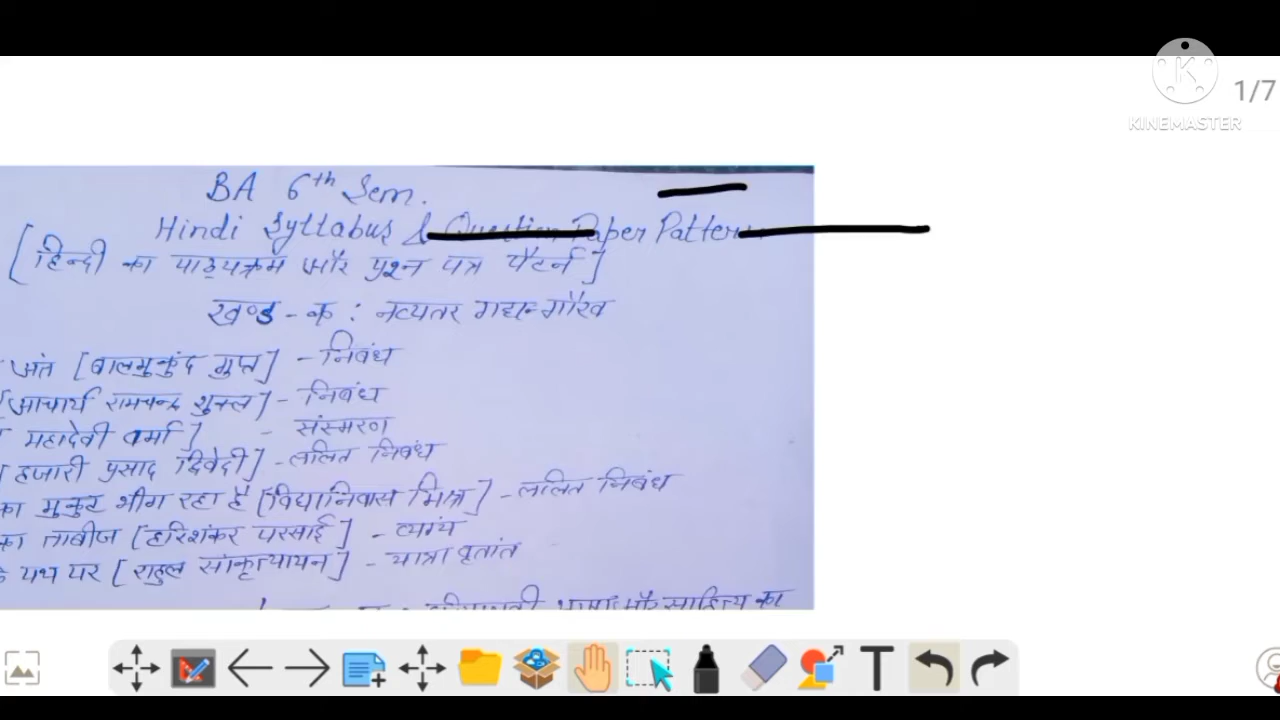 1/7
KINEMASTER
BA 6th Sem.
Hindi Syllabus & Question Paper Pattern
[हिन्दी का पाठ्यक्रम और प्रश्न पत्र पैटर्न]
खण्ड - क : नव्यतर गद्य गौरव
अंत [बालमुकुंद गुप्त] - निबंध
[आचार्य रामचन्द्र शुक्ल] - निबंध
महादेवी वर्मा] - संस्मरण
हजारी प्रसाद द्विवेदी] - ललित निबंध
का मुकुट भीग रहा है [विद्यानिवास मिश्र] - ललित निबंध
का ताबीज [हरिशंकर परसाई] - व्यंग्य
के पथ पर [राहुल सांकृत्यायन] - यात्रा वृतांत
और साहित्य का
T